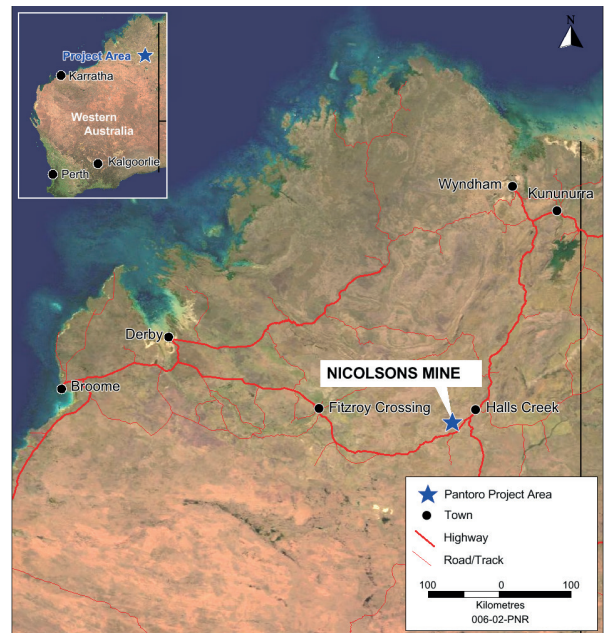 N
Project Area
Karratha
Western
Australia
Kalgoorlie
Perth
Wyndham
Kununurra
Derby
NICOLSONS MINE
Broome
Fitzroy Crossing
Halls Creek
Pantoro Project Area
Town
Highway
Road/Track
100 0 100
Kilometres
006-02-PNR